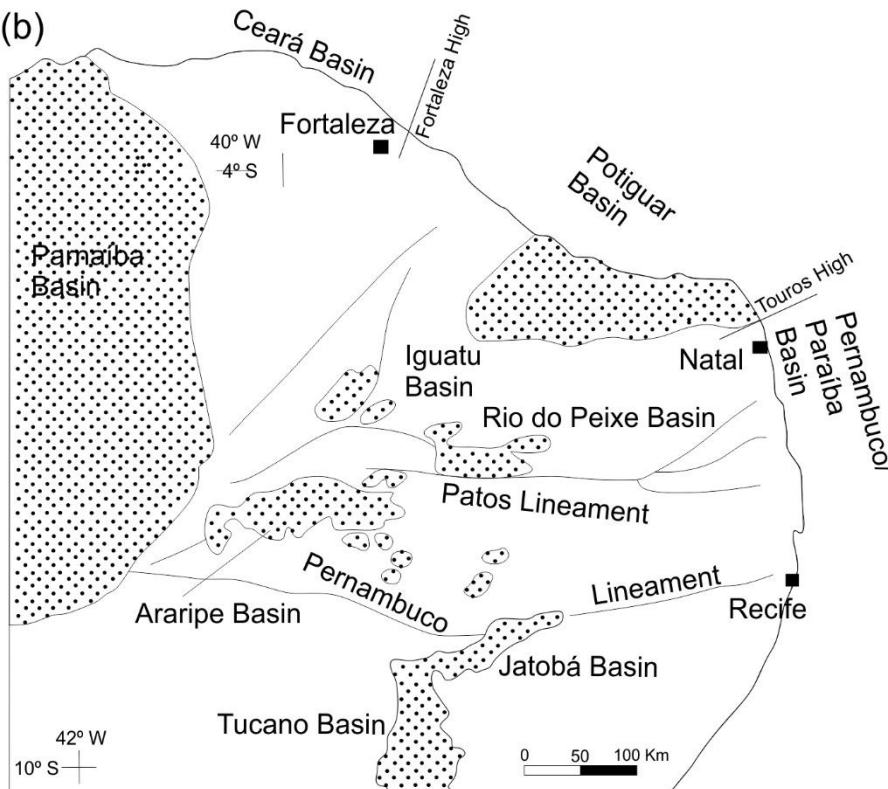 (b)
Ceará Basin
Fortaleza High
Fortaleza
40º W
4º S
Potiguar
Basin
Pamaíba
Basin
Touros High
Iguatu
Basin
Natal
Pernambuco/
Paraíba
Basin
Rio do Peixe Basin
Patos Lineament
Pernambuco
Lineament
Araripe Basin
Recife
Jatobá Basin
Tucano Basin
42º W
10º S
0 50 100 Km